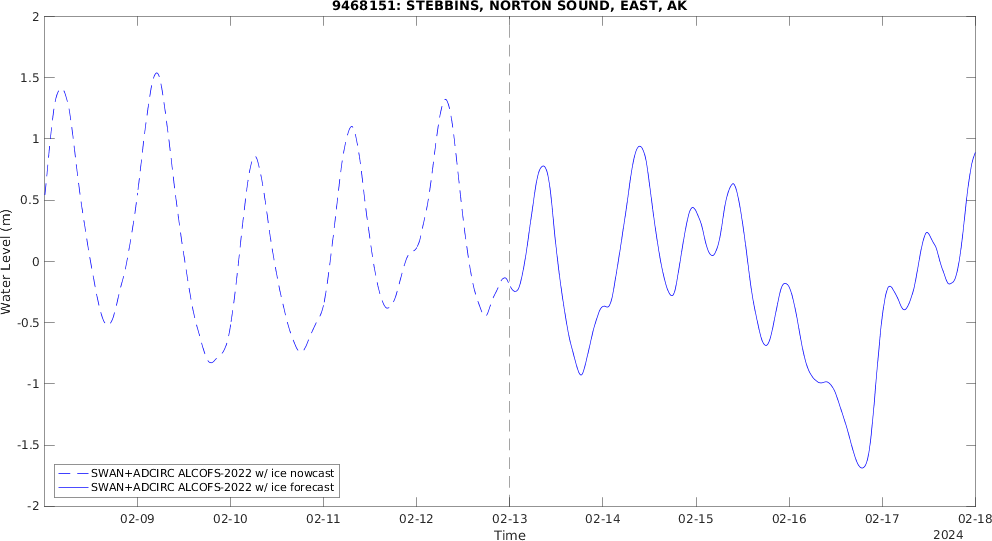 9468151: STEBBINS, NORTON SOUND, EAST, AK
2
1.5
1
0.5
0
-0.5
-1
-1.5
-2
Water Level (m)
SWAN+ADCIRC ALCOFS-2022 w/ ice nowcast
SWAN+ADCIRC ALCOFS-2022 w/ ice forecast
02-09 02-10 02-11 02-12 02-13 02-14 02-15 02-16 02-17 02-18
Time
2024